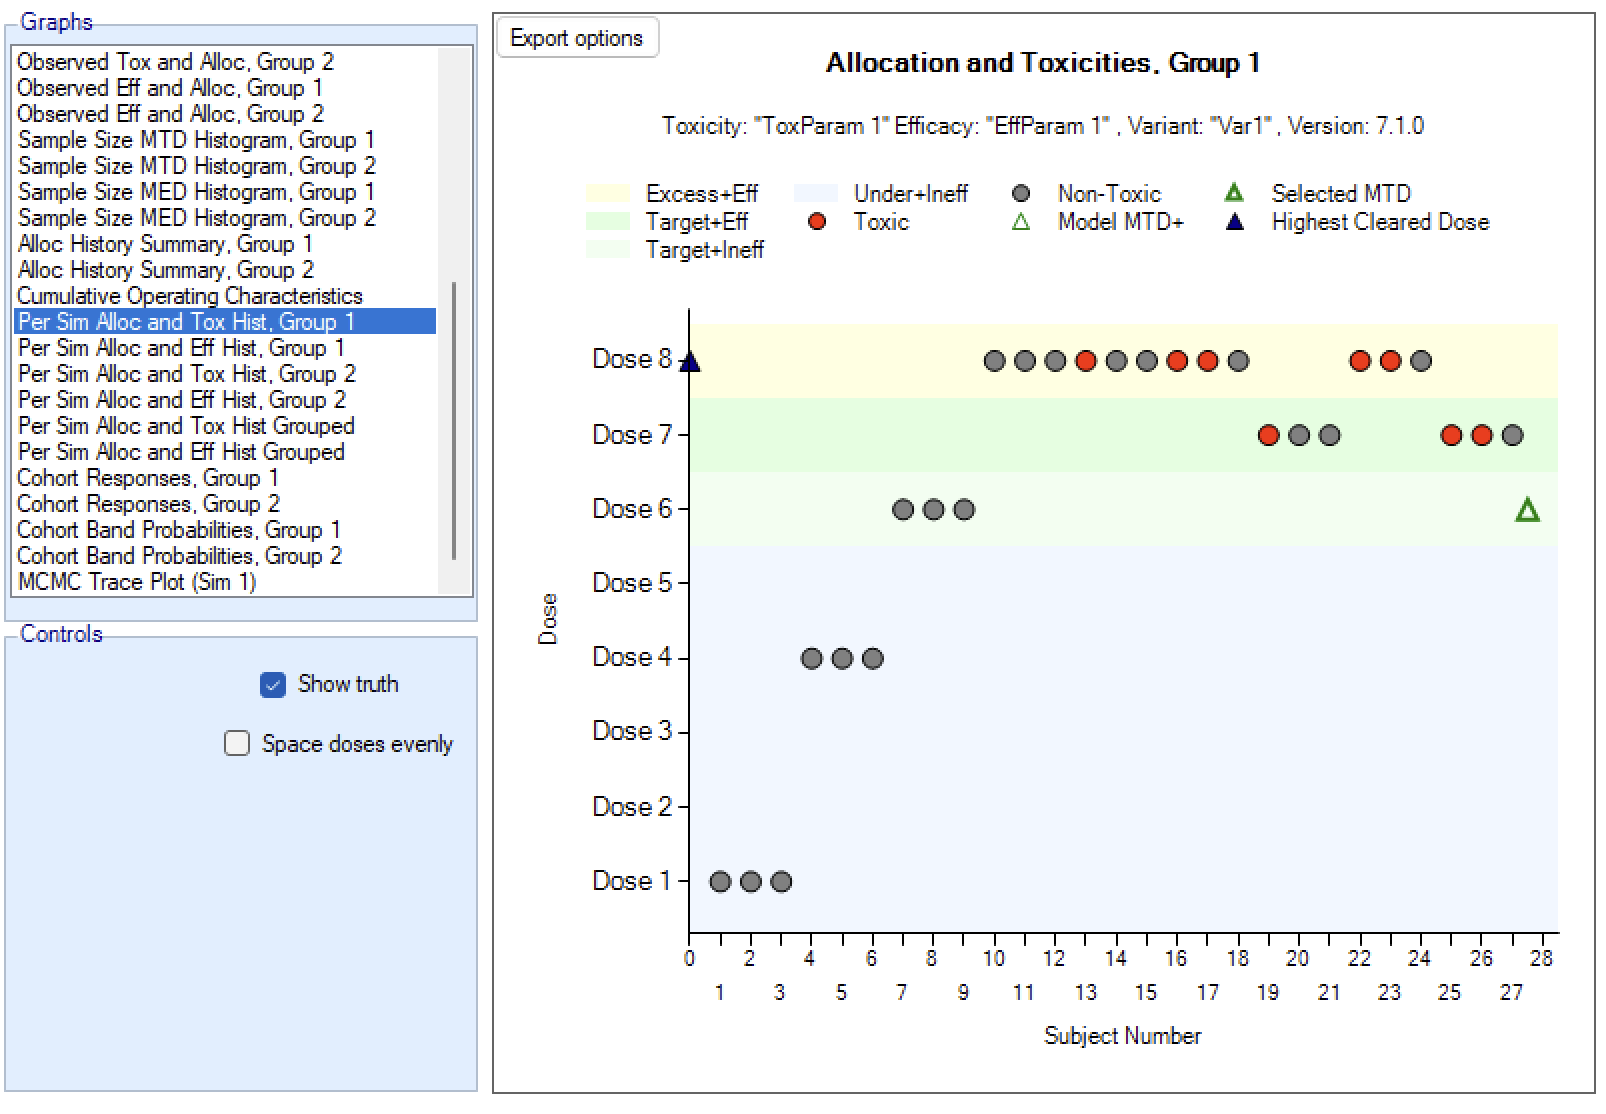 Graphs
Observed Tox and Alloc, Group 2
Observed Eff and Alloc, Group 1
Observed Eff and Alloc, Group 2
Sample Size MTD Histogram, Group 1
Sample Size MTD Histogram, Group 2
Sample Size MED Histogram, Group 1
Sample Size MED Histogram, Group 2
Alloc History Summary, Group 1
Alloc History Summary, Group 2
Cumulative Operating Characteristics
Per Sim Alloc and Tox Hist, Group 1
Per Sim Alloc and Eff Hist, Group 1
Per Sim Alloc and Tox Hist, Group 2
Per Sim Alloc and Eff Hist, Group 2
Per Sim Alloc and Tox Hist Grouped
Per Sim Alloc and Eff Hist Grouped
Cohort Responses, Group 1
Cohort Responses, Group 2
Cohort Band Probabilities, Group 1
Cohort Band Probabilities, Group 2
MCMC Trace Plot (Sim 1)
Controls
Show truth
Space doses evenly
Export options
Allocation and Toxicities, Group 1
Toxicity: "ToxParam 1" Efficacy: "EffParam 1" , Variant: "Var1" , Version: 7.1.0
Excess+Eff Under+Ineff Non-Toxic Selected MTD
Target+Eff Toxic Model MTD+ Highest Cleared Dose
Target+Ineff
Dose 8
Dose 7
Dose 6
Dose 5
Dose 4
Dose 3
Dose 2
Dose 1
Dose
0 2 4 6 8 10 12 14 16 18 20 22 24 26 28
1 3 5 7 9 11 13 15 17 19 21 23 25 27
Subject Number